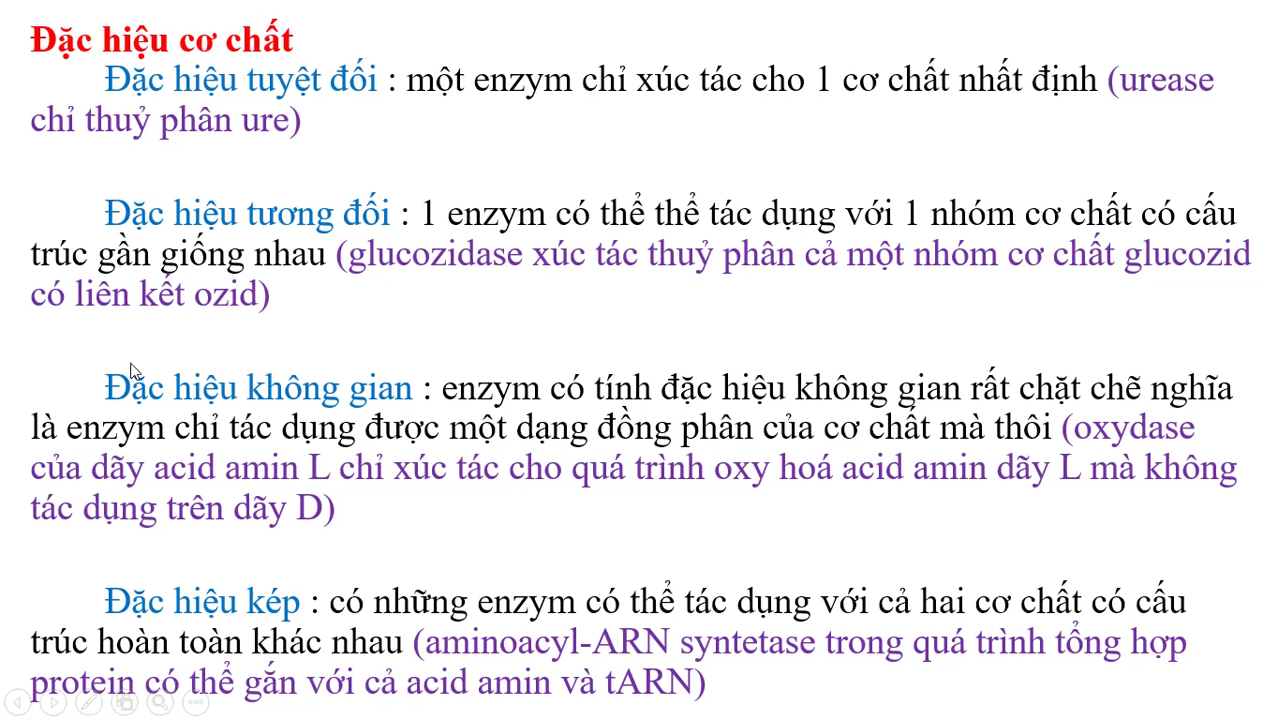 Đặc hiệu cơ chất
Đặc hiệu tuyệt đối : một enzym chỉ xúc tác cho 1 cơ chất nhất định (urease
chỉ thuỷ phân ure)
Đặc hiệu tương đối : 1 enzym có thể thể tác dụng với 1 nhóm cơ chất có cấu
trúc gần giống nhau (glucozidase xúc tác thuỷ phân cả một nhóm cơ chất glucozid
có liên kết ozid)
Đặc hiệu không gian : enzym có tính đặc hiệu không gian rất chặt chẽ nghĩa
là enzym chỉ tác dụng được một dạng đồng phân của cơ chất mà thôi (oxydase
của dãy acid amin L chỉ xúc tác cho quá trình oxy hoá acid amin dãy L mà không
tác dụng trên dãy D)
Đặc hiệu kép : có những enzym có thể tác dụng với cả hai cơ chất có cấu
trúc hoàn toàn khác nhau (aminoacyl-ARN syntetase trong quá trình tổng hợp
protein có thể gắn với cả acid amin và tARN)